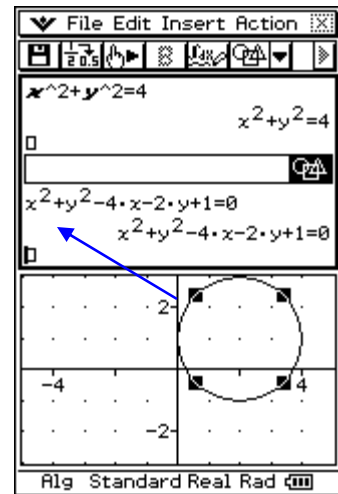 File Edit Insert Action
x^2+y^2=4
x²+y²=4
x²+y²-4·x-2·y+1=0
x²+y²-4·x-2·y+1=0
2
-4
4
-2
Alg Standard Real Rad